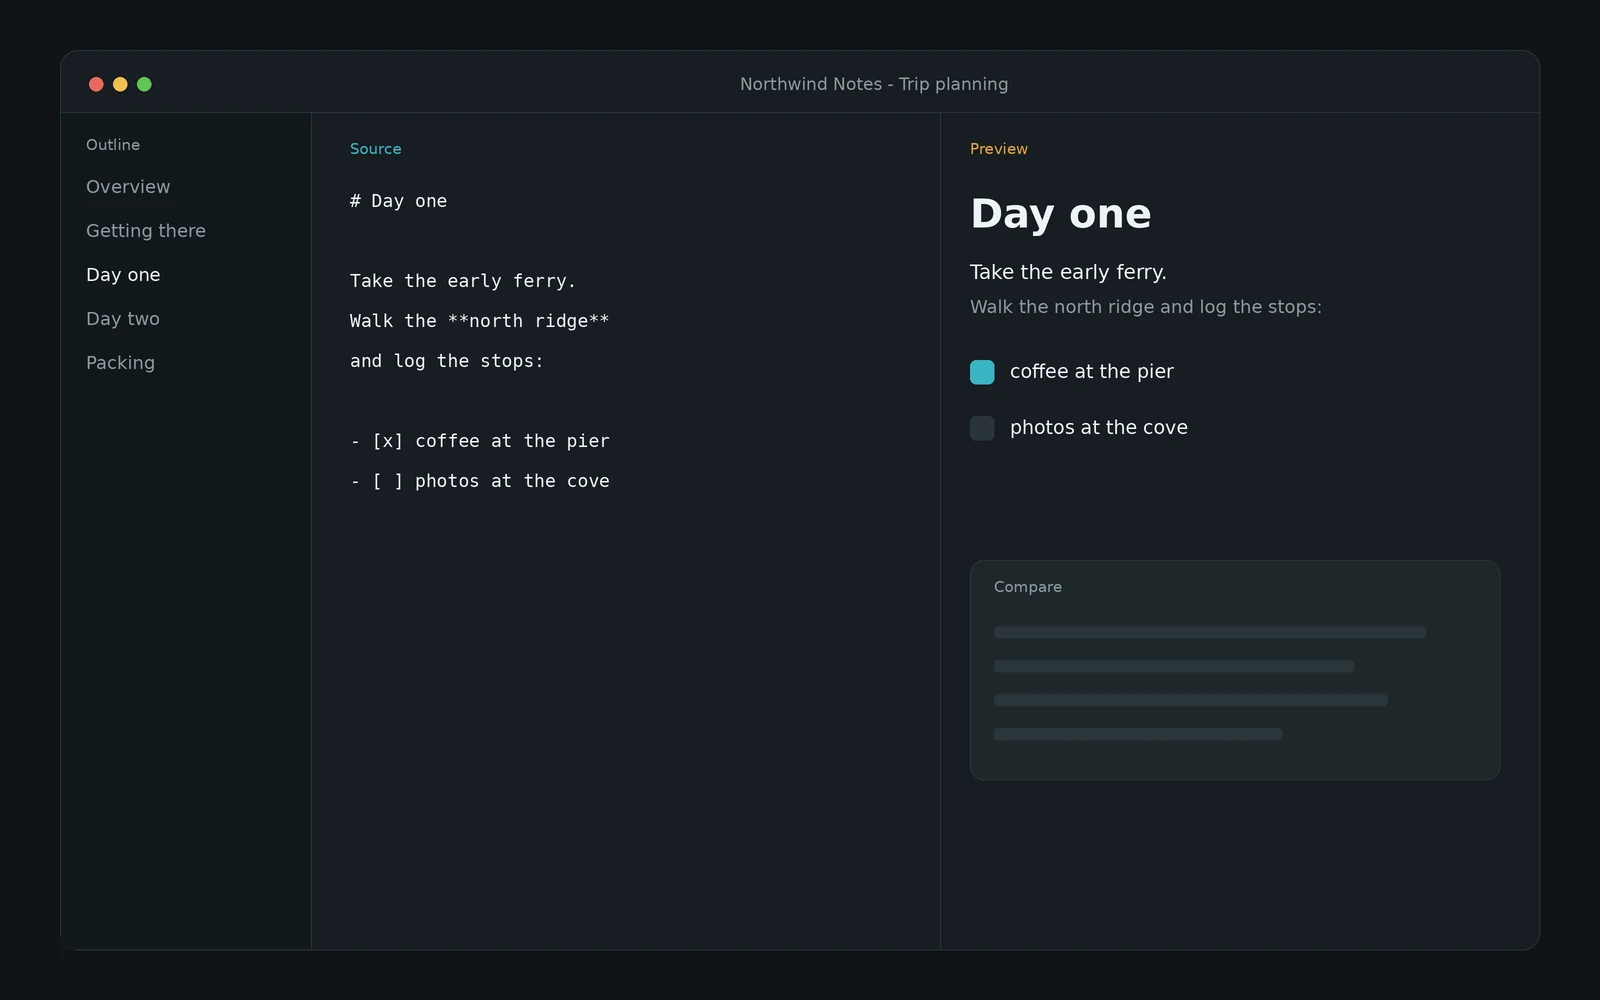 Northwind Notes - Trip planning
Outline
Overview
Getting there
Day one
Day two
Packing
Source
# Day one
Take the early ferry.
Walk the **north ridge**
and log the stops:
- [x] coffee at the pier
- [ ] photos at the cove
Preview
Day one
Take the early ferry.
Walk the north ridge and log the stops:
coffee at the pier
photos at the cove
Compare